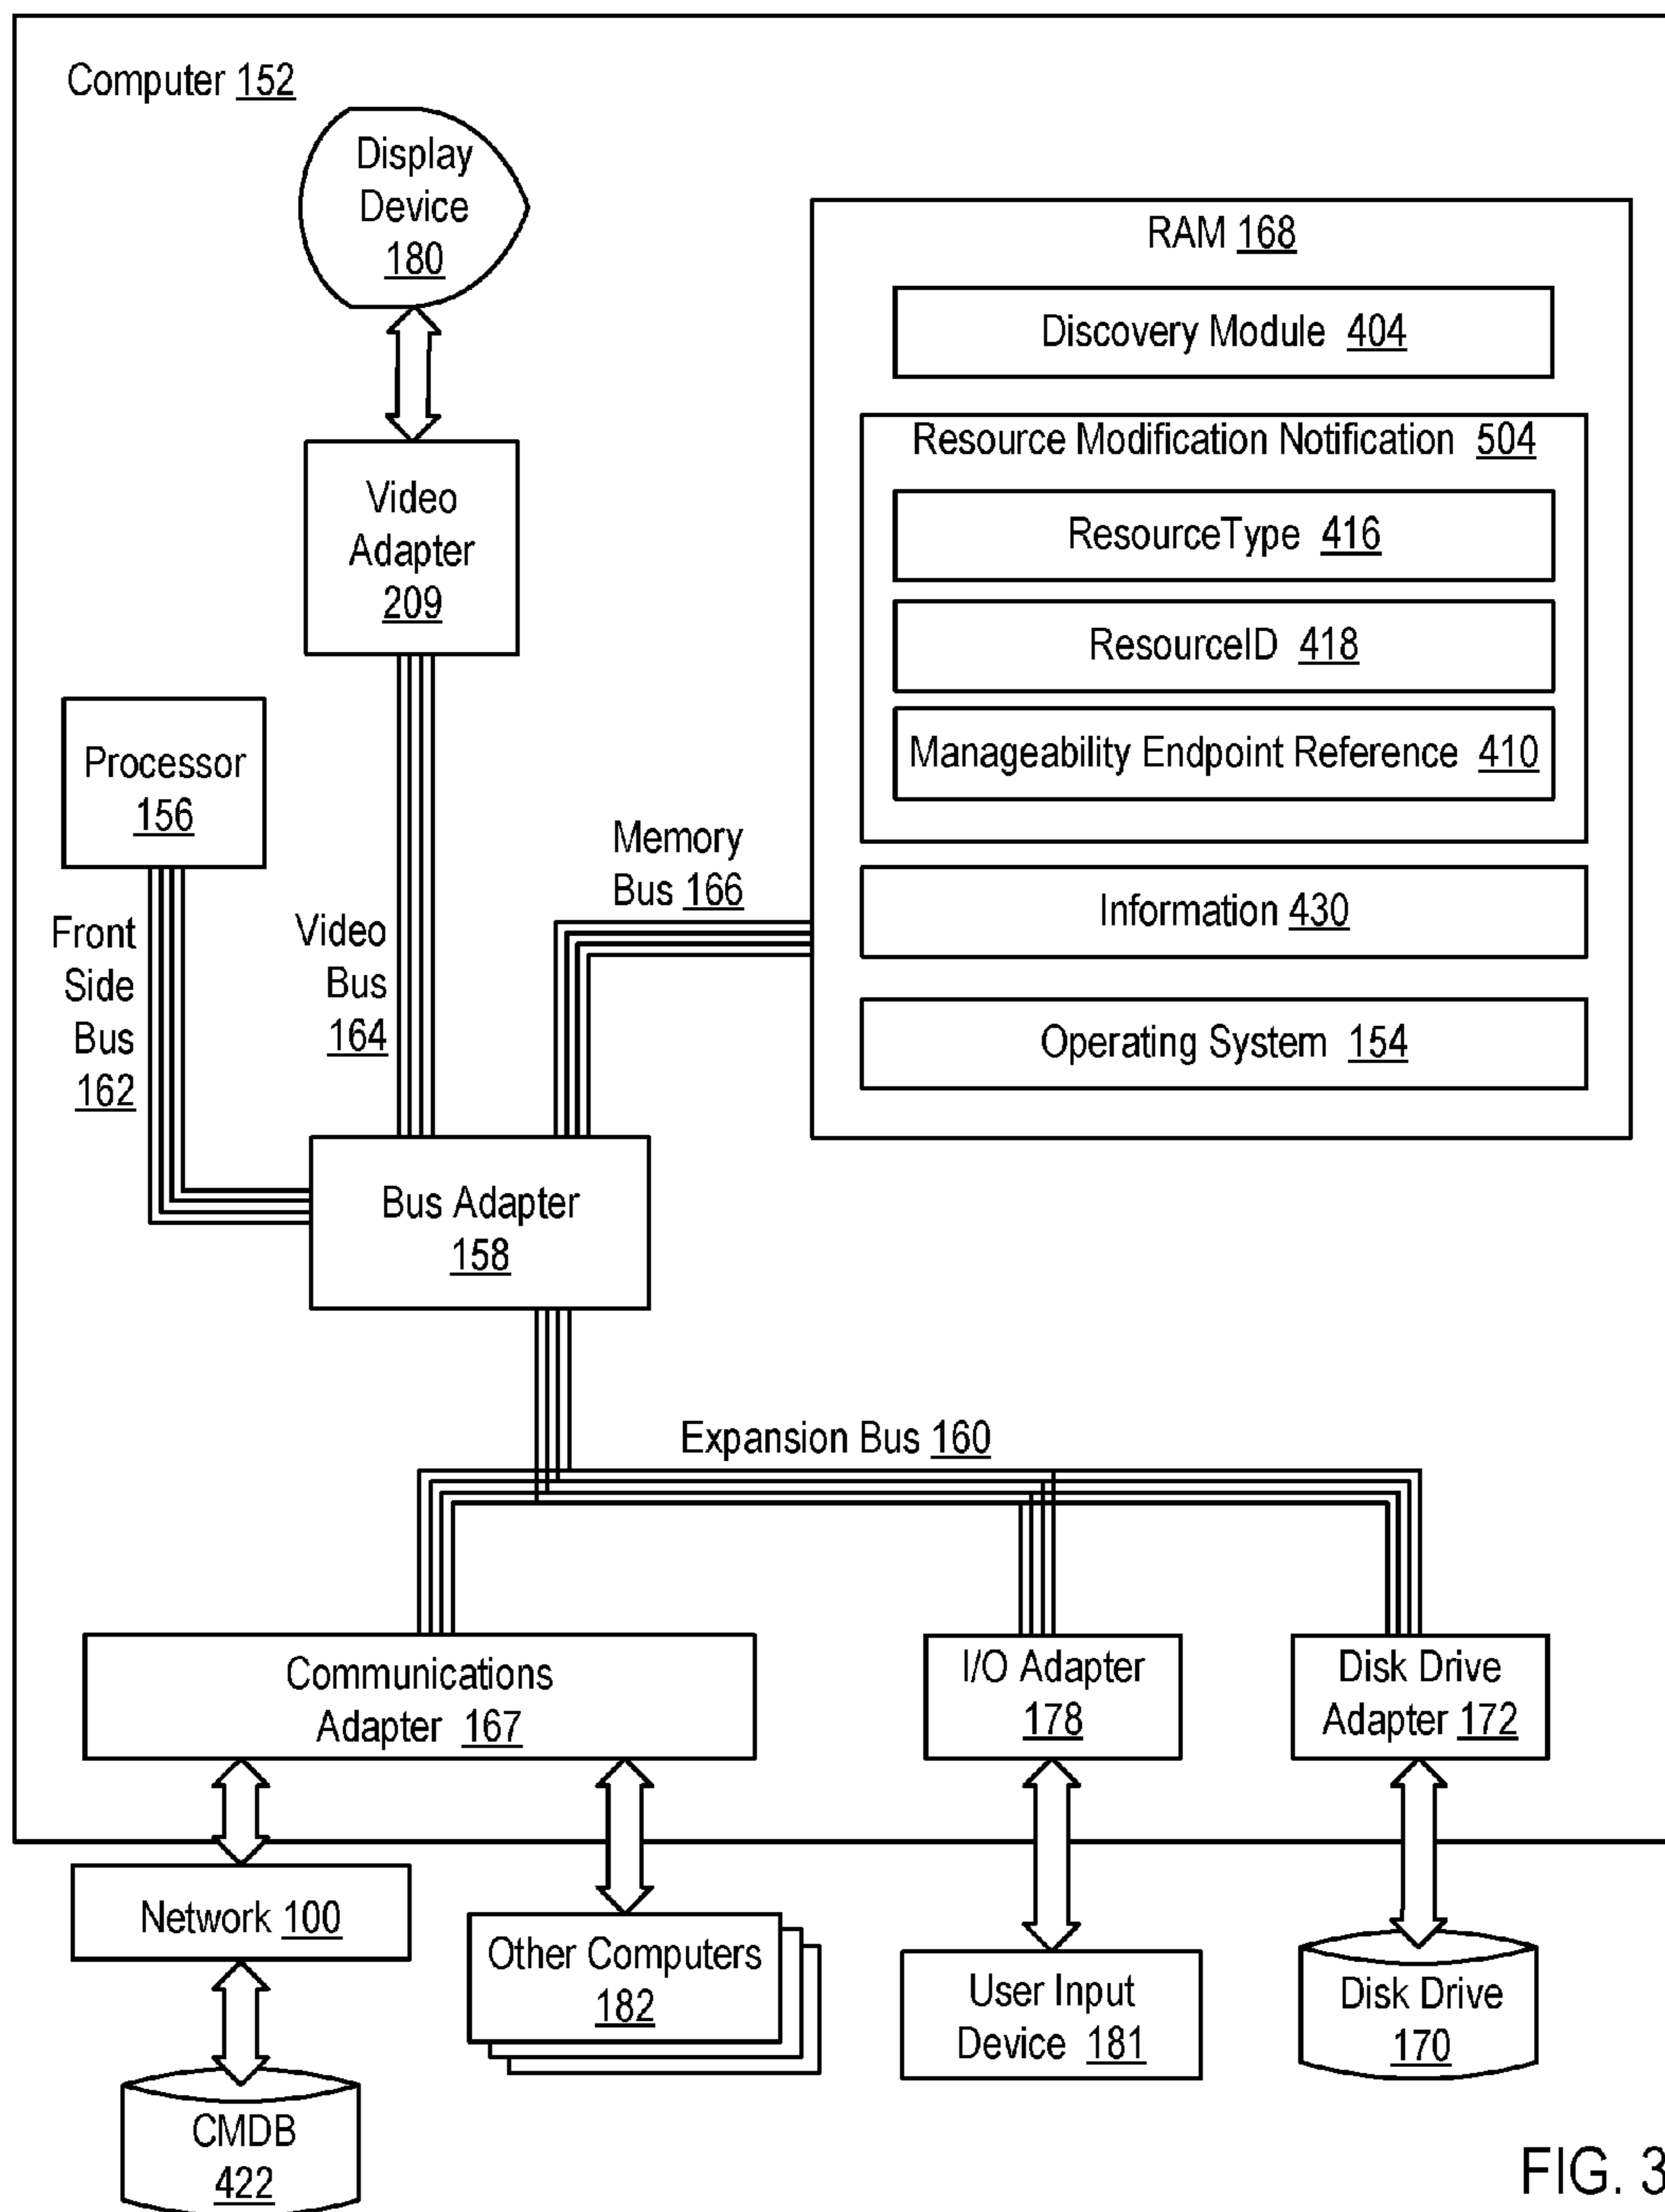 Computer 152
Display
Device
180
RAM 168
Discovery Module 404
Resource Modification Notification 504
ResourceType 416
ResourceID 418
Manageability Endpoint Reference 410
Information 430
Operating System 154
Video
Adapter
209
Processor
156
Memory
Bus 166
Front
Side
Bus
162
Video
Bus
164
Bus Adapter
158
Expansion Bus 160
Communications
Adapter 167
I/O Adapter
178
Disk Drive
Adapter 172
Network 100
Other Computers
182
User Input
Device 181
Disk Drive
170
CMDB
422
FIG. 3